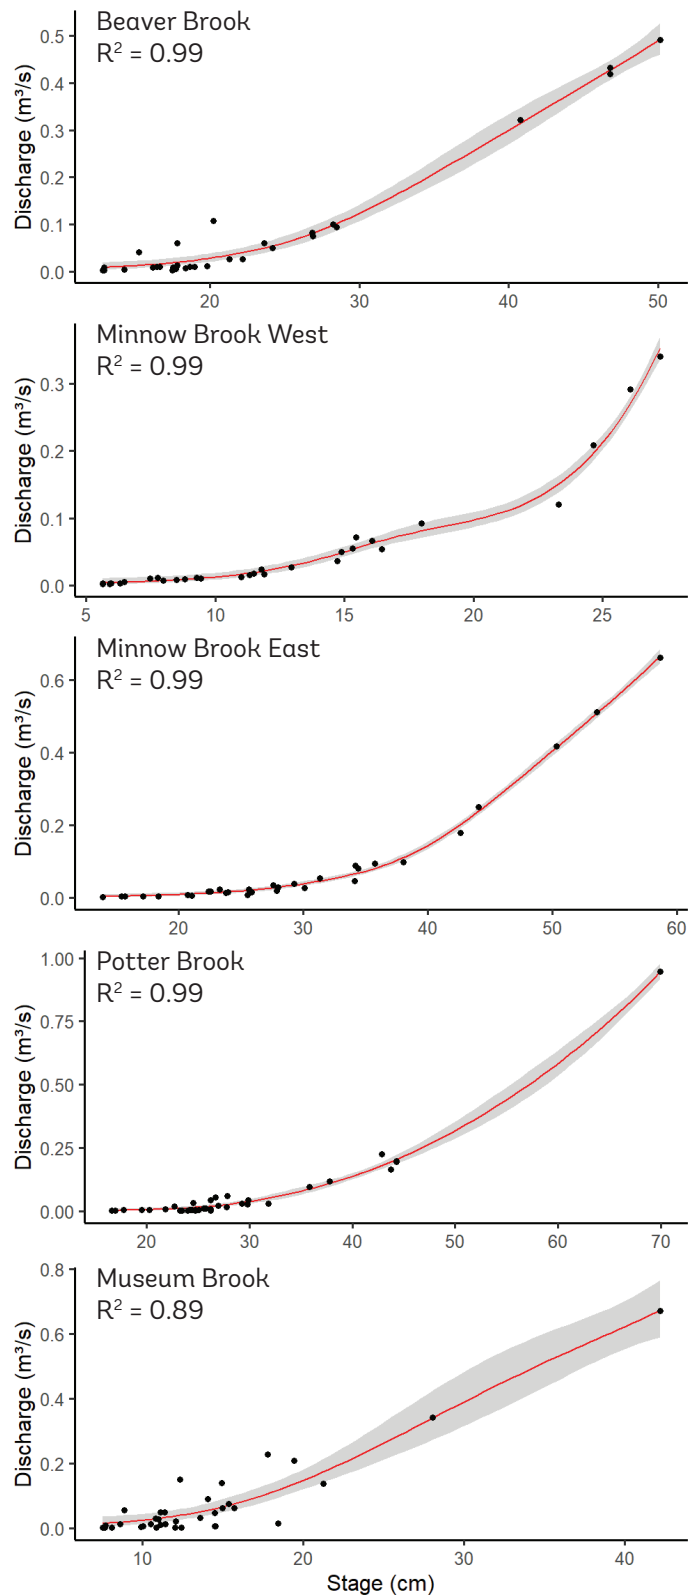 Beaver Brook
R² = 0.99
Discharge (m³/s)
0.5
0.4
0.3
0.2
0.1
0.0
20 30 40 50
Minnow Brook West
R² = 0.99
Discharge (m³/s)
0.3
0.2
0.1
0.0
5 10 15 20 25
Minnow Brook East
R² = 0.99
Discharge (m³/s)
0.6
0.4
0.2
0.0
20 30 40 50 60
Potter Brook
R² = 0.99
Discharge (m³/s)
1.00
0.75
0.50
0.25
0.00
20 30 40 50 60 70
Museum Brook
R² = 0.89
Discharge (m³/s)
0.8
0.6
0.4
0.2
0.0
10 20 30 40
Stage (cm)